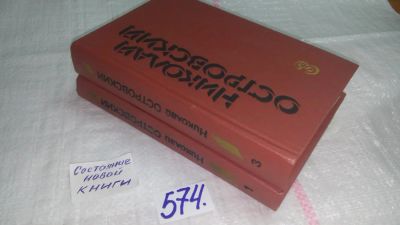 НИКОЛАЙ
ОСТРОВСКИЙ
3
Николай ОСТРОВСКИЙ
1
Николай ОСТРОВСКИЙ
Состояние
новой
книги
574.